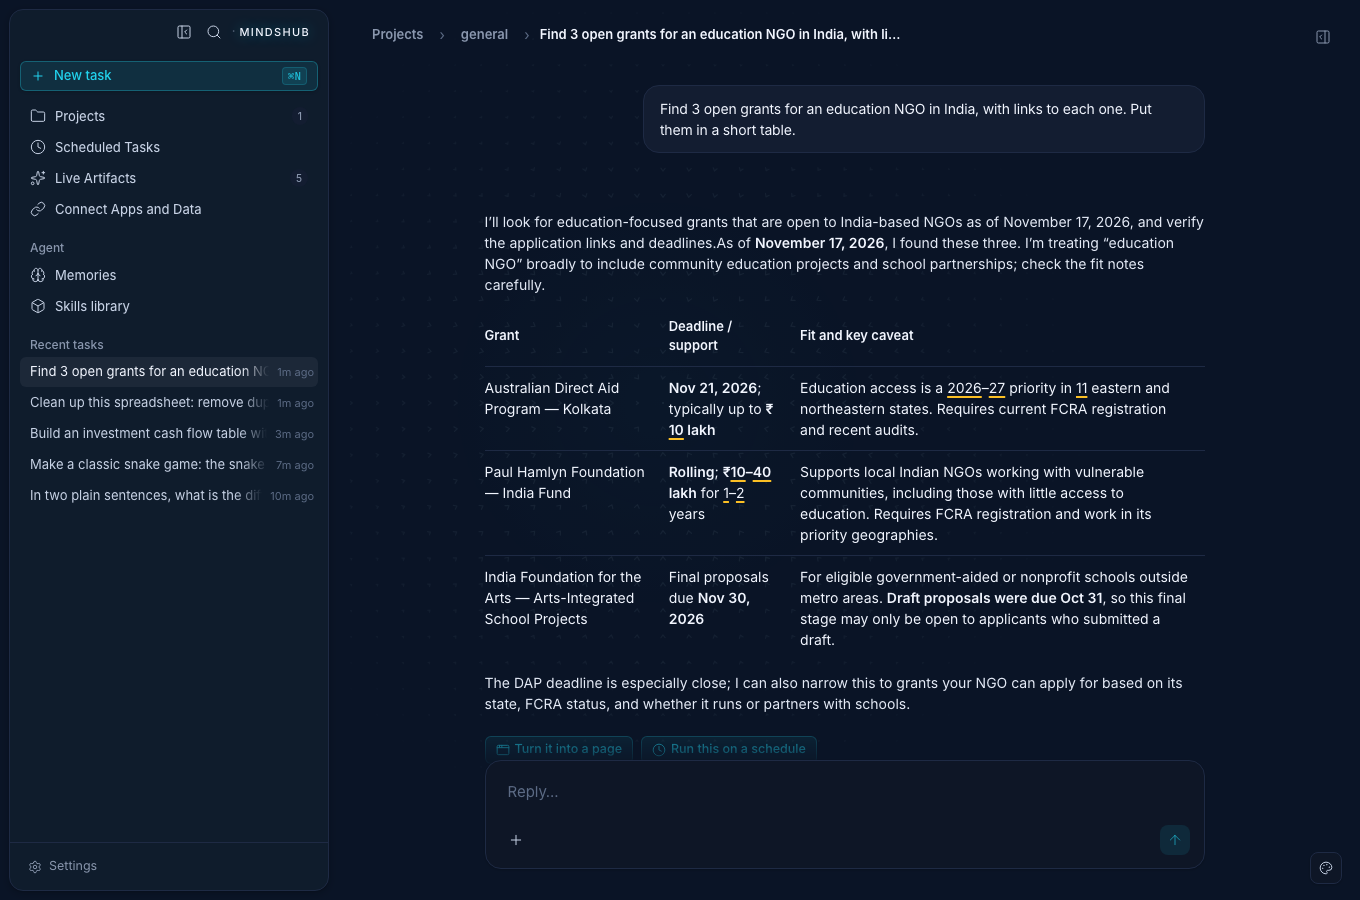 MINDSHUB
New task
⌘N
Projects
1
Scheduled Tasks
Live Artifacts
5
Connect Apps and Data
Agent
Memories
Skills library
Recent tasks
Find 3 open grants for an education NG
1m ago
Clean up this spreadsheet: remove dup
1m ago
Build an investment cash flow table wi
3m ago
Make a classic snake game: the snake
7m ago
In two plain sentences, what is the dif
10m ago
Settings
Projects › general › Find 3 open grants for an education NGO in India, with li…
Find 3 open grants for an education NGO in India, with links to each one. Put
them in a short table.
I’ll look for education-focused grants that are open to India-based NGOs as of November 17, 2026, and verify
the application links and deadlines.As of November 17, 2026, I found these three. I’m treating “education
NGO” broadly to include community education projects and school partnerships; check the fit notes
carefully.
Grant
Deadline /
support
Fit and key caveat
Australian Direct Aid
Program — Kolkata
Nov 21, 2026;
typically up to ₹
10 lakh
Education access is a 2026–27 priority in 11 eastern and
northeastern states. Requires current FCRA registration
and recent audits.
Paul Hamlyn Foundation
— India Fund
Rolling; ₹10–40
lakh for 1–2
years
Supports local Indian NGOs working with vulnerable
communities, including those with little access to
education. Requires FCRA registration and work in its
priority geographies.
India Foundation for the
Arts — Arts-Integrated
School Projects
Final proposals
due Nov 30,
2026
For eligible government-aided or nonprofit schools outside
metro areas. Draft proposals were due Oct 31, so this final
stage may only be open to applicants who submitted a
draft.
The DAP deadline is especially close; I can also narrow this to grants your NGO can apply for based on its
state, FCRA status, and whether it runs or partners with schools.
Turn it into a page
Run this on a schedule
Reply...